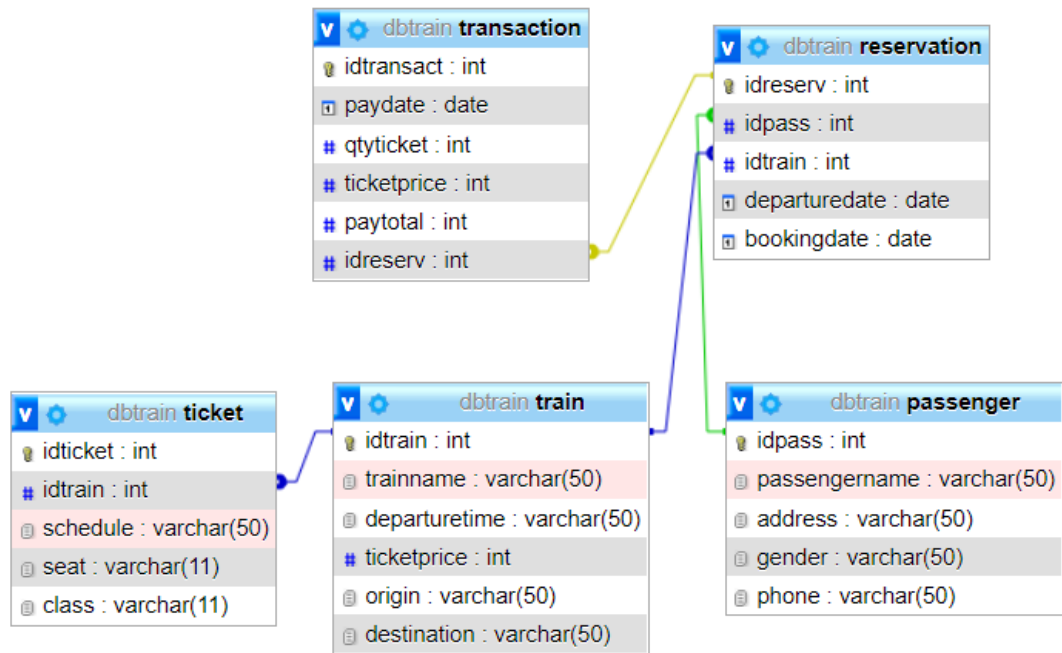 v dbtrain transaction
idtransact : int
paydate : date
# qtyticket : int
# ticketprice : int
# paytotal : int
# idreserv : int
v dbtrain reservation
idreserv : int
# idpass : int
# idtrain : int
departuredate : date
bookingdate : date
v dbtrain ticket
idticket : int
# idtrain : int
schedule : varchar(50)
seat : varchar(11)
class : varchar(11)
v dbtrain train
idtrain : int
trainname : varchar(50)
departuretime : varchar(50)
# ticketprice : int
origin : varchar(50)
destination : varchar(50)
v dbtrain passenger
idpass : int
passengername : varchar(50)
address : varchar(50)
gender : varchar(50)
phone : varchar(50)